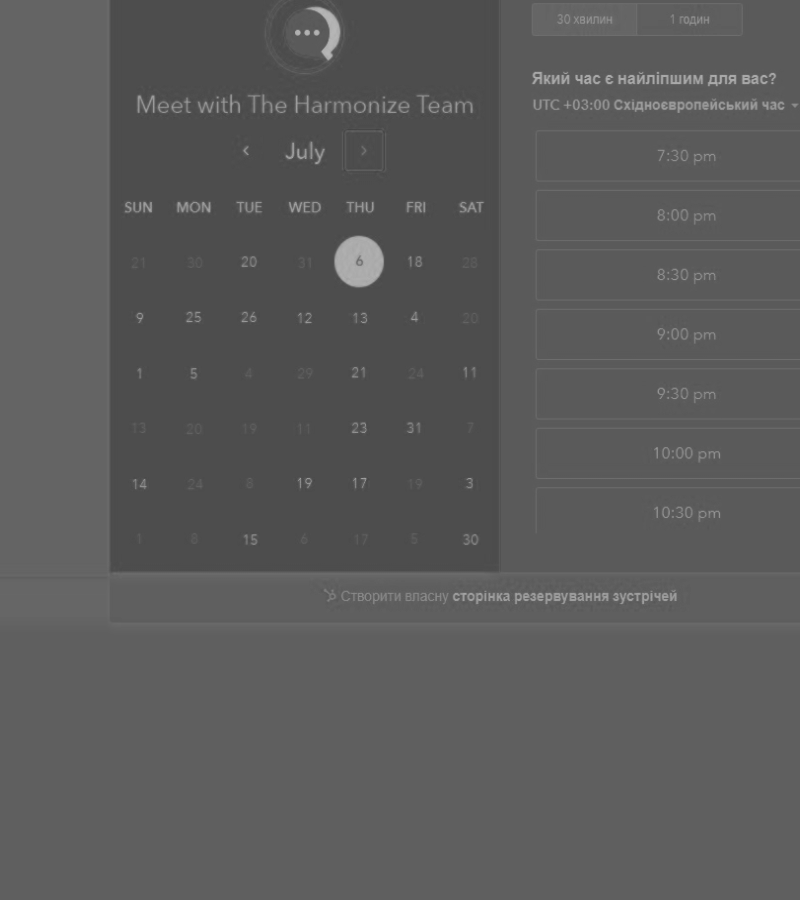 Meet with The Harmonize Team
July
SUN MON TUE WED THU FRI SAT
21 30 20 31 6 18 28
9 25 26 12 13 4 20
1 5 4 29 21 24 11
13 20 19 11 23 31 7
14 24 8 19 17 19 3
1 8 15 6 17 5 30
30 хвилин 1 годин
Який час є найліпшим для вас?
UTC +03:00 Східноєвропейський час
7:30 pm
8:00 pm
8:30 pm
9:00 pm
9:30 pm
10:00 pm
10:30 pm
Створити власну сторінка резервування зустрічей